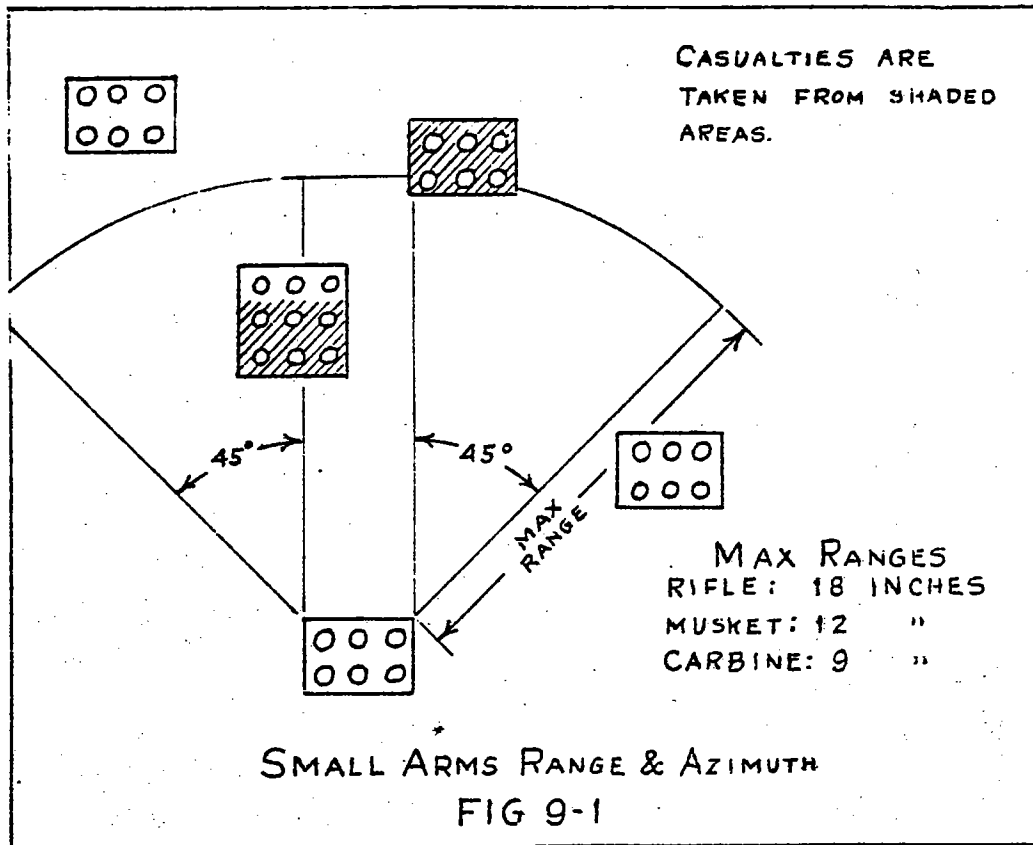 CASUALTIES ARE
TAKEN FROM SHADED
AREAS.
45°
45°
MAX
RANGE
MAX RANGES
RIFLE: 18 INCHES
MUSKET: 12 "
CARBINE: 9 "
SMALL ARMS RANGE & AZIMUTH
FIG 9-1